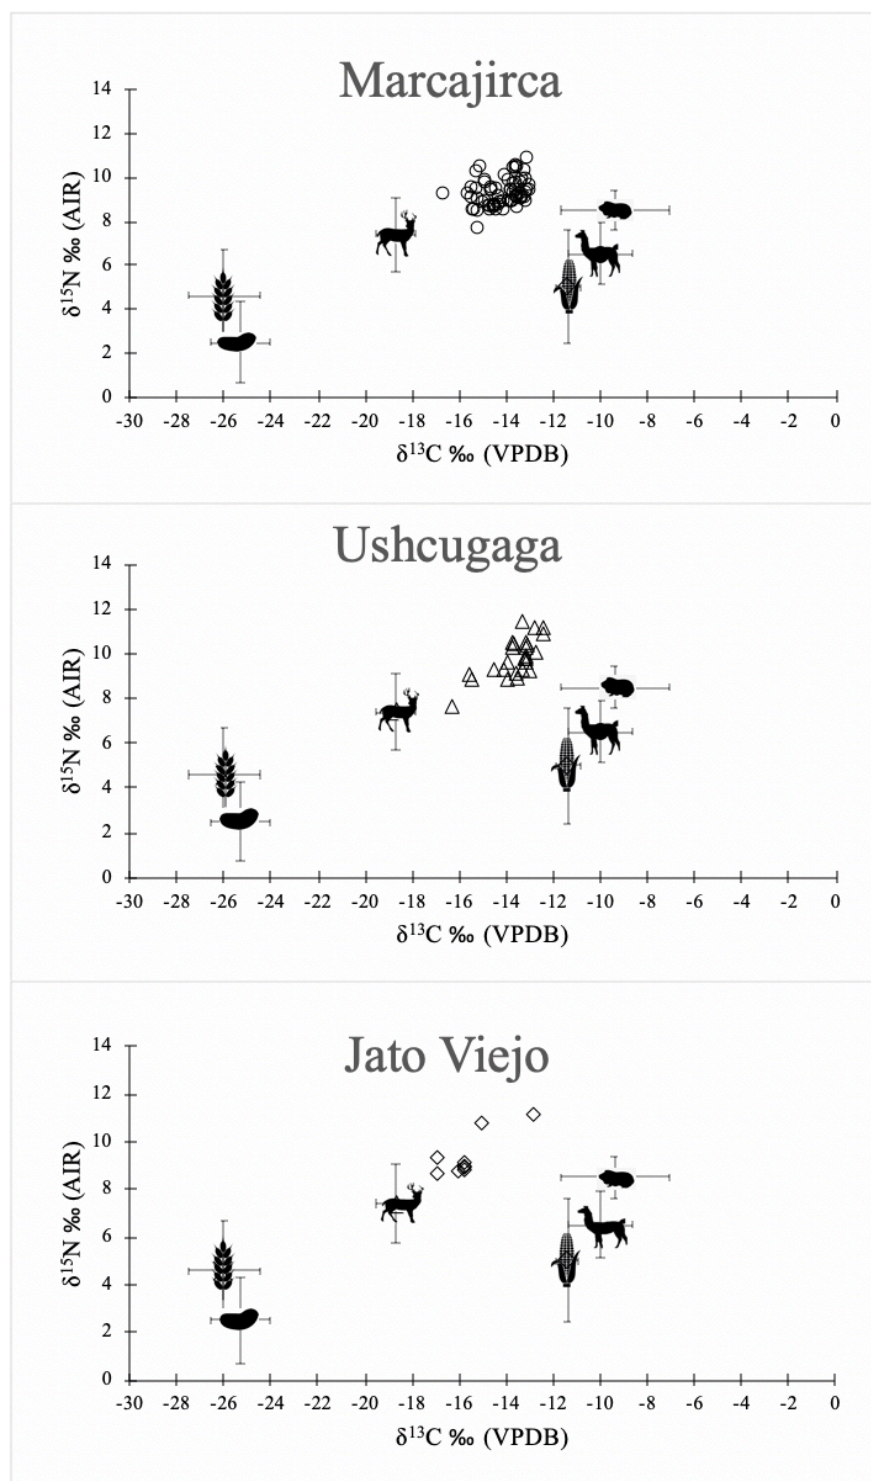 Marcajirca
14
12
10
8
6
4
2
0
δ¹⁵N ‰ (AIR)
-30 -28 -26 -24 -22 -20 -18 -16 -14 -12 -10 -8 -6 -4 -2 0
δ¹³C ‰ (VPDB)
Ushcugaga
14
12
10
8
6
4
2
0
δ¹⁵N ‰ (AIR)
-30 -28 -26 -24 -22 -20 -18 -16 -14 -12 -10 -8 -6 -4 -2 0
δ¹³C ‰ (VPDB)
Jato Viejo
14
12
10
8
6
4
2
0
δ¹⁵N ‰ (AIR)
-30 -28 -26 -24 -22 -20 -18 -16 -14 -12 -10 -8 -6 -4 -2 0
δ¹³C ‰ (VPDB)